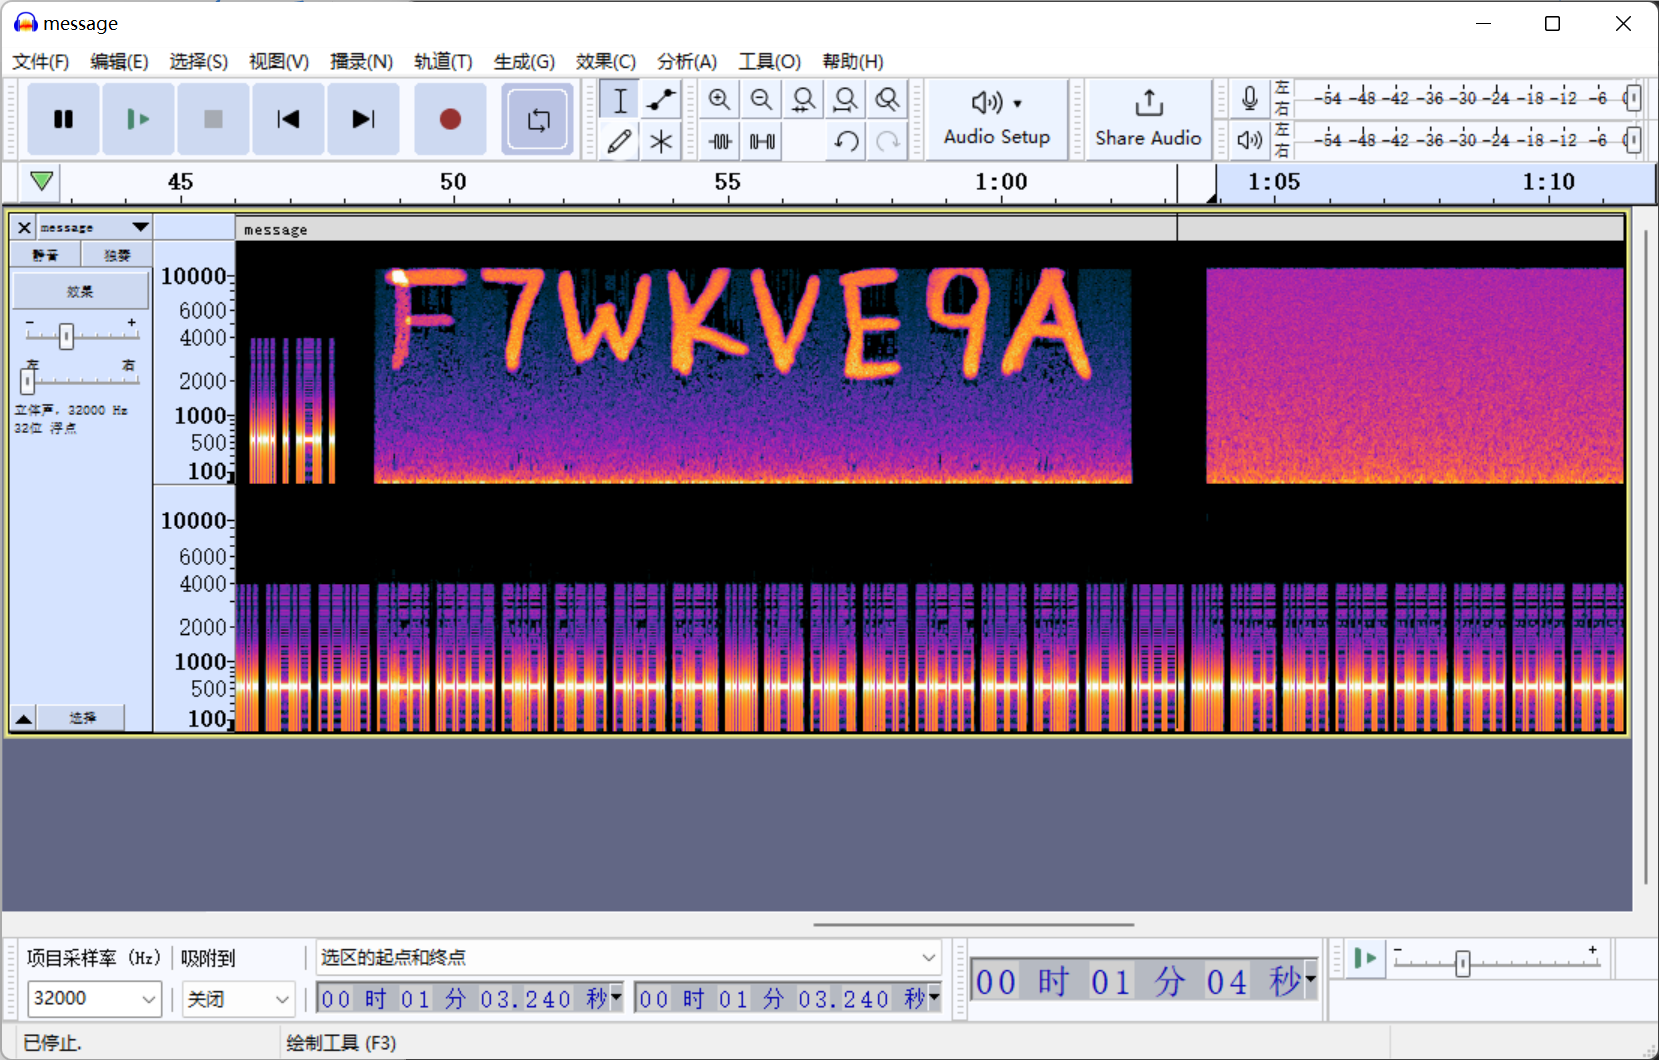 message
文件(F) 编辑(E) 选择(S) 视图(V) 播录(N) 轨道(T) 生成(G) 效果(C) 分析(A) 工具(O) 帮助(H)
Audio Setup
Share Audio
左 -54 -48 -42 -36 -30 -24 -18 -12 -6 0
右
左 -54 -48 -42 -36 -30 -24 -18 -12 -6 0
右
45 50 55 1:00 1:05 1:10
message
静音 独奏
效果
- +
左 右
立体声, 32000 Hz
32位 浮点
选择
message
10000
6000
4000
2000
1000
500
100
F7WKVE9A
10000
6000
4000
2000
1000
500
100
项目采样率 (Hz) 吸附到 选区的起点和终点
32000 关闭 00 时 01 分 03.240 秒 00 时 01 分 03.240 秒
00 时 01 分 04 秒
- +
已停止. 绘制工具 (F3)